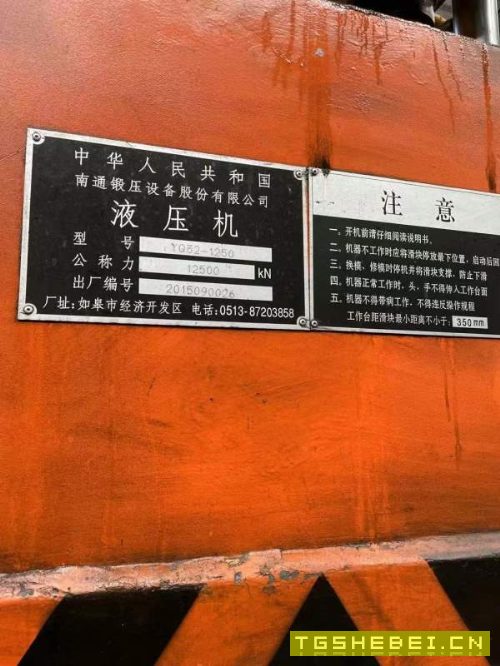 中华人民共和国
南通锻压设备股份有限公司
液压机
型号 YQ32-1250
公称力 12500 kN
出厂编号 2015090026
厂址:如皋市经济开发区 电话:0513-87203858
注意
一。开机前请仔细阅读说明书。
二。机器不工作时应将滑块停放最下位置,启动后回
三。换模、修模时停机并将滑块支撑,防止下滑
四。机器正常工作时,头、手不得伸入工作台面
五。机器不得带病工作,不得违反操作规程
工作台距滑块最小距离不小于:350mm
TGSHEBEI.CN